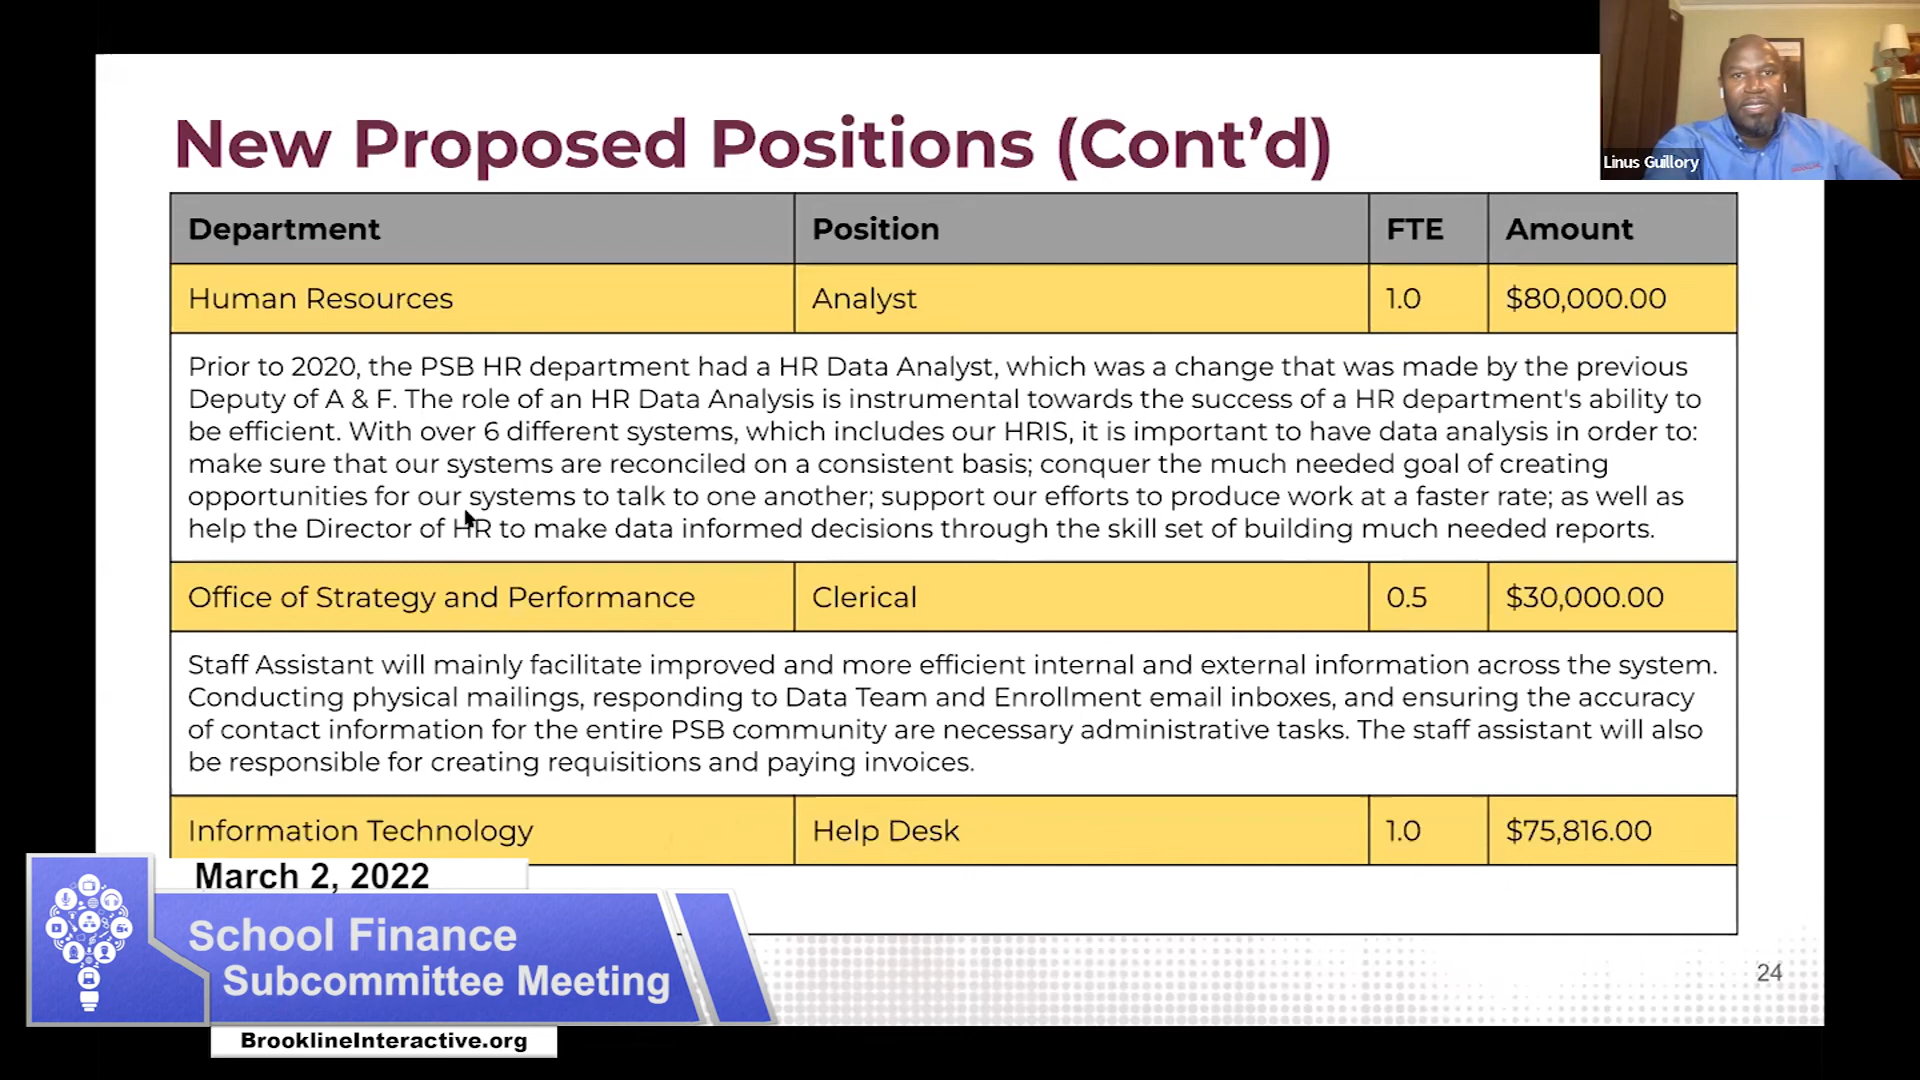 New Proposed Positions (Cont'd)
Linus Guillory
Department Position FTE Amount
Human Resources Analyst 1.0 $80,000.00
Prior to 2020, the PSB HR department had a HR Data Analyst, which was a change that was made by the previous
Deputy of A & F. The role of an HR Data Analysis is instrumental towards the success of a HR department's ability to
be efficient. With over 6 different systems, which includes our HRIS, it is important to have data analysis in order to:
make sure that our systems are reconciled on a consistent basis; conquer the much needed goal of creating
opportunities for our systems to talk to one another; support our efforts to produce work at a faster rate; as well as
help the Director of HR to make data informed decisions through the skill set of building much needed reports.
Office of Strategy and Performance Clerical 0.5 $30,000.00
Staff Assistant will mainly facilitate improved and more efficient internal and external information across the system.
Conducting physical mailings, responding to Data Team and Enrollment email inboxes, and ensuring the accuracy
of contact information for the entire PSB community are necessary administrative tasks. The staff assistant will also
be responsible for creating requisitions and paying invoices.
Information Technology Help Desk 1.0 $75,816.00
March 2, 2022
School Finance
Subcommittee Meeting
24
BrooklineInteractive.org